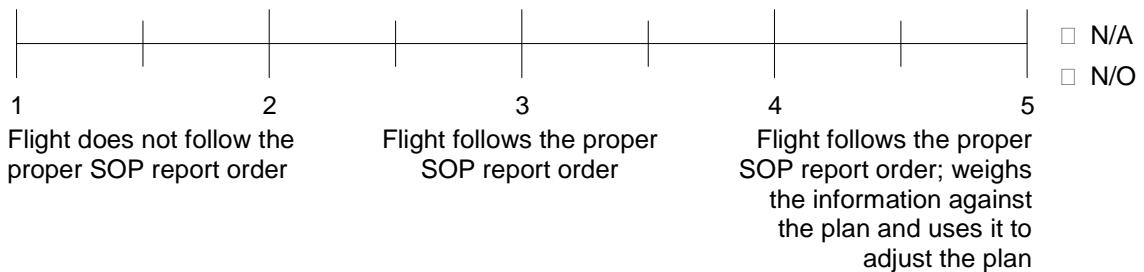 N/A
N/O
1 2 3 4 5
Flight does not follow the proper SOP report order
Flight follows the proper SOP report order
Flight follows the proper SOP report order; weighs the information against the plan and uses it to adjust the plan